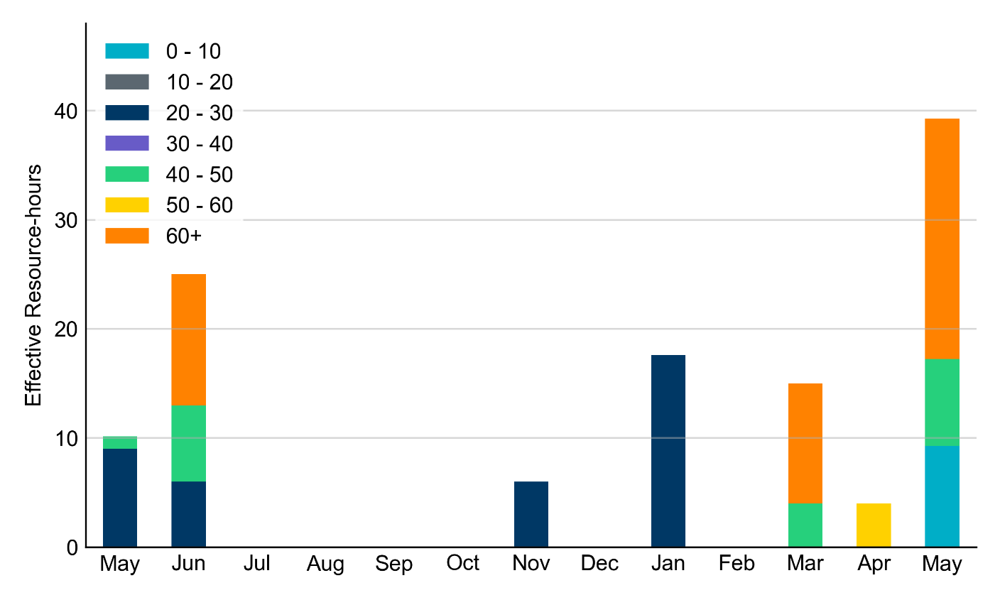 0 - 10
10 - 20
20 - 30
30 - 40
40 - 50
50 - 60
60+
Effective Resource-hours
40
30
20
10
0
May Jun Jul Aug Sep Oct Nov Dec Jan Feb Mar Apr May